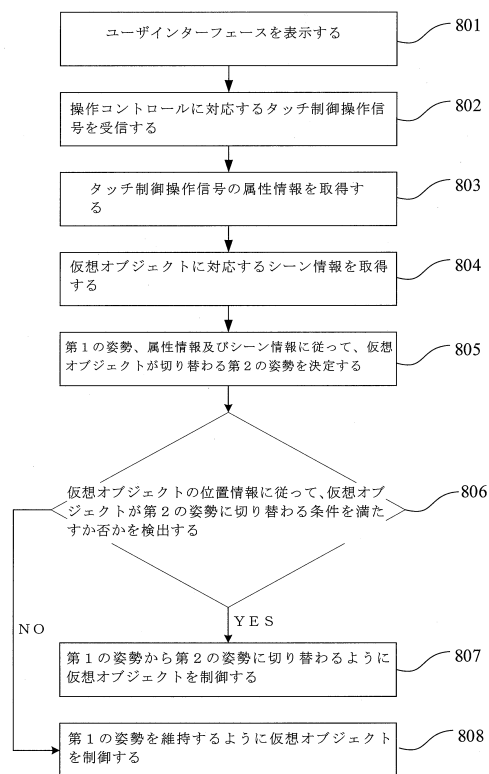 ユーザインターフェースを表示する
801
操作コントロールに対応するタッチ制御操作信
号を受信する
802
タッチ制御操作信号の属性情報を取得す
る
803
仮想オブジェクトに対応するシーン情報を取得
する
804
第１の姿勢、属性情報及びシーン情報に従って、仮想
オブジェクトが切り替わる第２の姿勢を決定する
805
仮想オブジェクトの位置情報に従って、仮想オブ
ジェクトが第２の姿勢に切り替わる条件を満た
すか否かを検出する
806
NO
YES
第１の姿勢から第２の姿勢に切り替わるように
仮想オブジェクトを制御する
807
第１の姿勢を維持するように仮想オブジェクト
を制御する
808